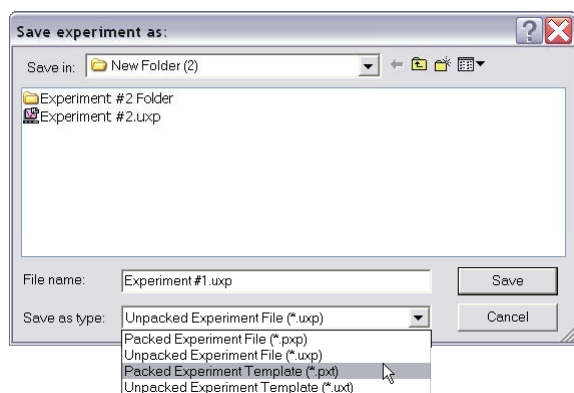 Save experiment as:
Save in: New Folder (2)
Experiment #2 Folder
Experiment #2.uxp
File name: Experiment #1.uxp Save
Save as type: Unpacked Experiment File (*.uxp) Cancel
Packed Experiment File (*.pxp)
Unpacked Experiment File (*.uxp)
Packed Experiment Template (*.pxt)
Unpacked Experiment Template (*.uxt)